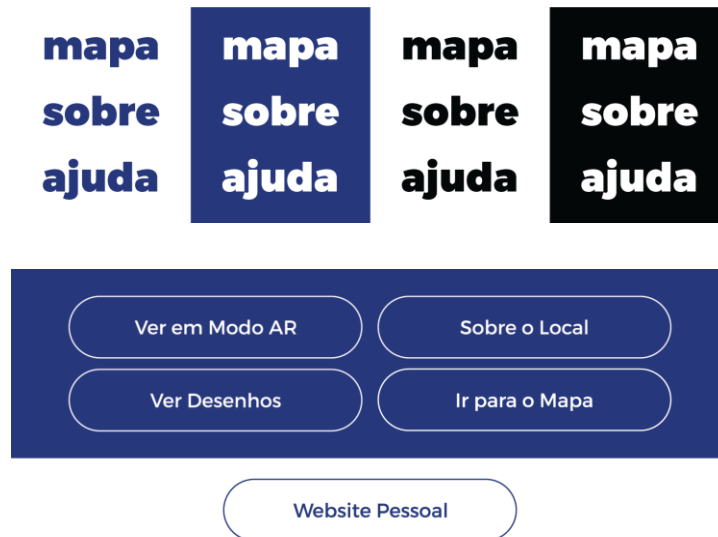 mapa mapa mapa mapa
sobre sobre sobre sobre
ajuda ajuda ajuda ajuda
Ver em Modo AR Sobre o Local
Ver Desenhos Ir para o Mapa
Website Pessoal